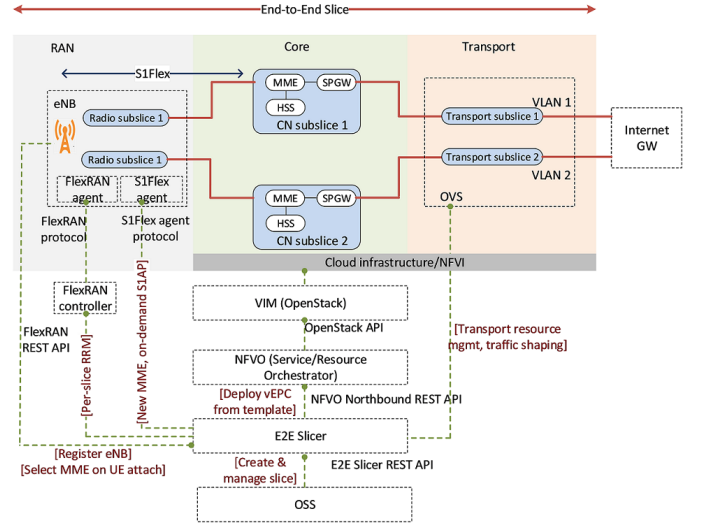 End-to-End Slice
RAN
Core
Transport
S1Flex
eNB
Radio subslice 1
Radio subslice 1
FlexRAN
agent
S1Flex
agent
FlexRAN
protocol
S1Flex agent
protocol
MME
SPGW
HSS
CN subslice 1
MME
SPGW
HSS
CN subslice 2
VLAN 1
Transport subslice 1
Transport subslice 2
VLAN 2
OVS
Internet
GW
Cloud infrastructure/NFVI
FlexRAN
controller
FlexRAN
REST API
[Per-slice RRM]
[New MME, on-demand S1AP]
VIM (OpenStack)
OpenStack API
[Transport resource
mgmt, traffic shaping]
NFVO (Service/Resource
Orchestrator)
[Deploy vEPC
from template]
NFVO Northbound REST API
E2E Slicer
[Register eNB]
[Select MME on UE attach]
[Create &
manage slice]
E2E Slicer REST API
OSS